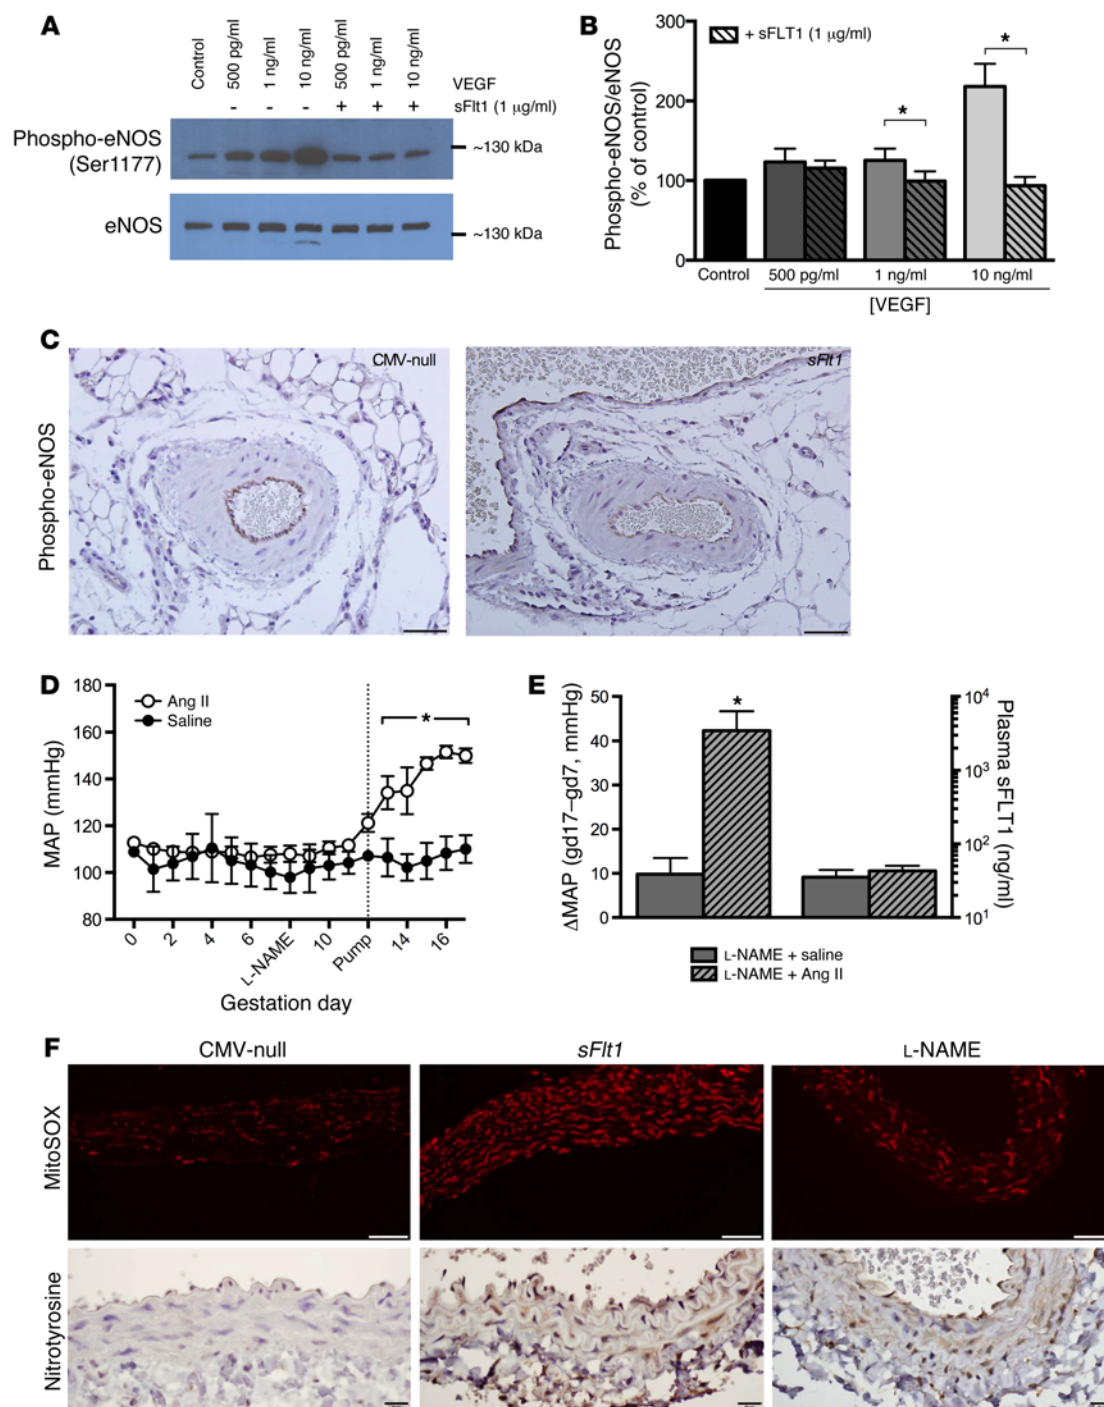 A
Control
500 pg/ml
1 ng/ml
10 ng/ml
500 pg/ml
1 ng/ml
10 ng/ml
VEGF
- - - + + + sFlt1 (1 μg/ml)
Phospho-eNOS
(Ser1177)
~130 kDa
eNOS
~130 kDa
B
+ sFLT1 (1 μg/ml)
Phospho-eNOS/eNOS
(% of control)
300
200
100
0
*
*
Control 500 pg/ml 1 ng/ml 10 ng/ml
[VEGF]
C
Phospho-eNOS
CMV-null
sFlt1
D
MAP (mmHg)
180
160
140
120
100
80
Ang II
Saline
*
0 2 4 6 L-NAME 10 Pump 14 16
Gestation day
E
ΔMAP (gd17–gd7, mmHg)
50
40
30
20
10
0
*
10⁴
10³
10²
10¹
Plasma sFLT1 (ng/ml)
L-NAME + saline
L-NAME + Ang II
F
CMV-null sFlt1 L-NAME
MitoSOX
Nitrotyrosine